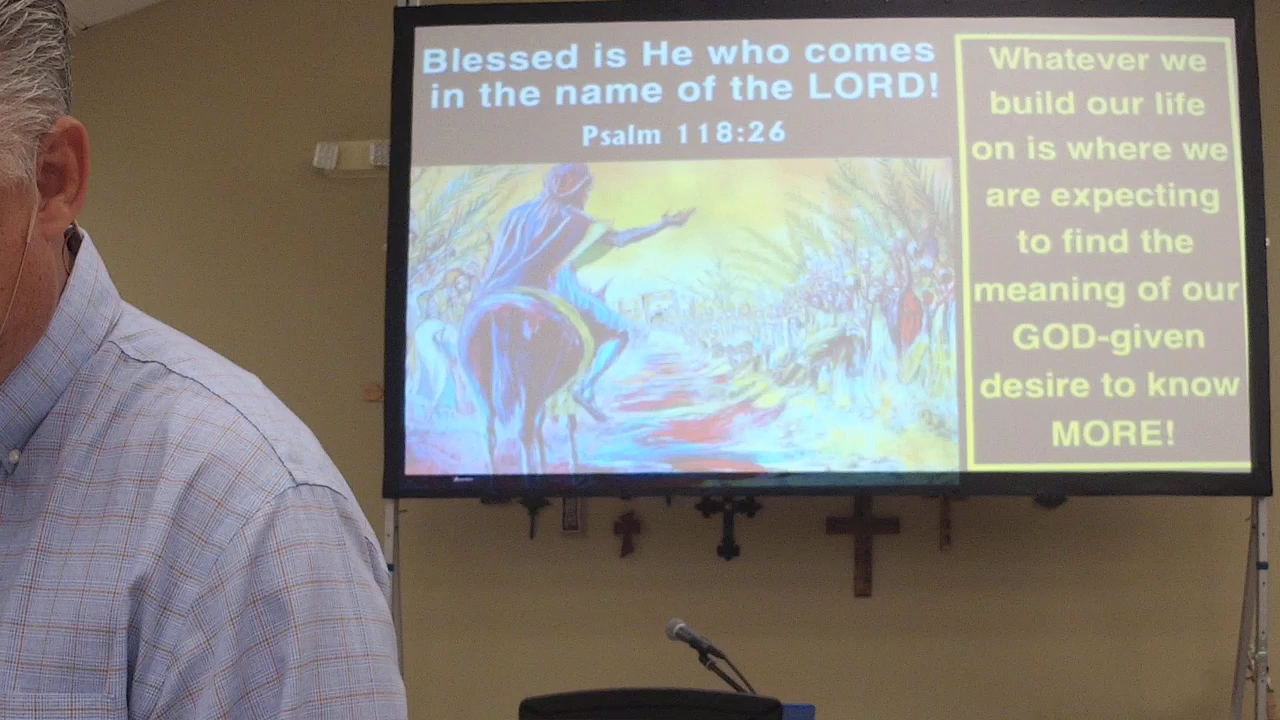 Blessed is He who comes
in the name of the LORD!
Psalm 118:26
Whatever we
build our life
on is where we
are expecting
to find the
meaning of our
GOD-given
desire to know
MORE!